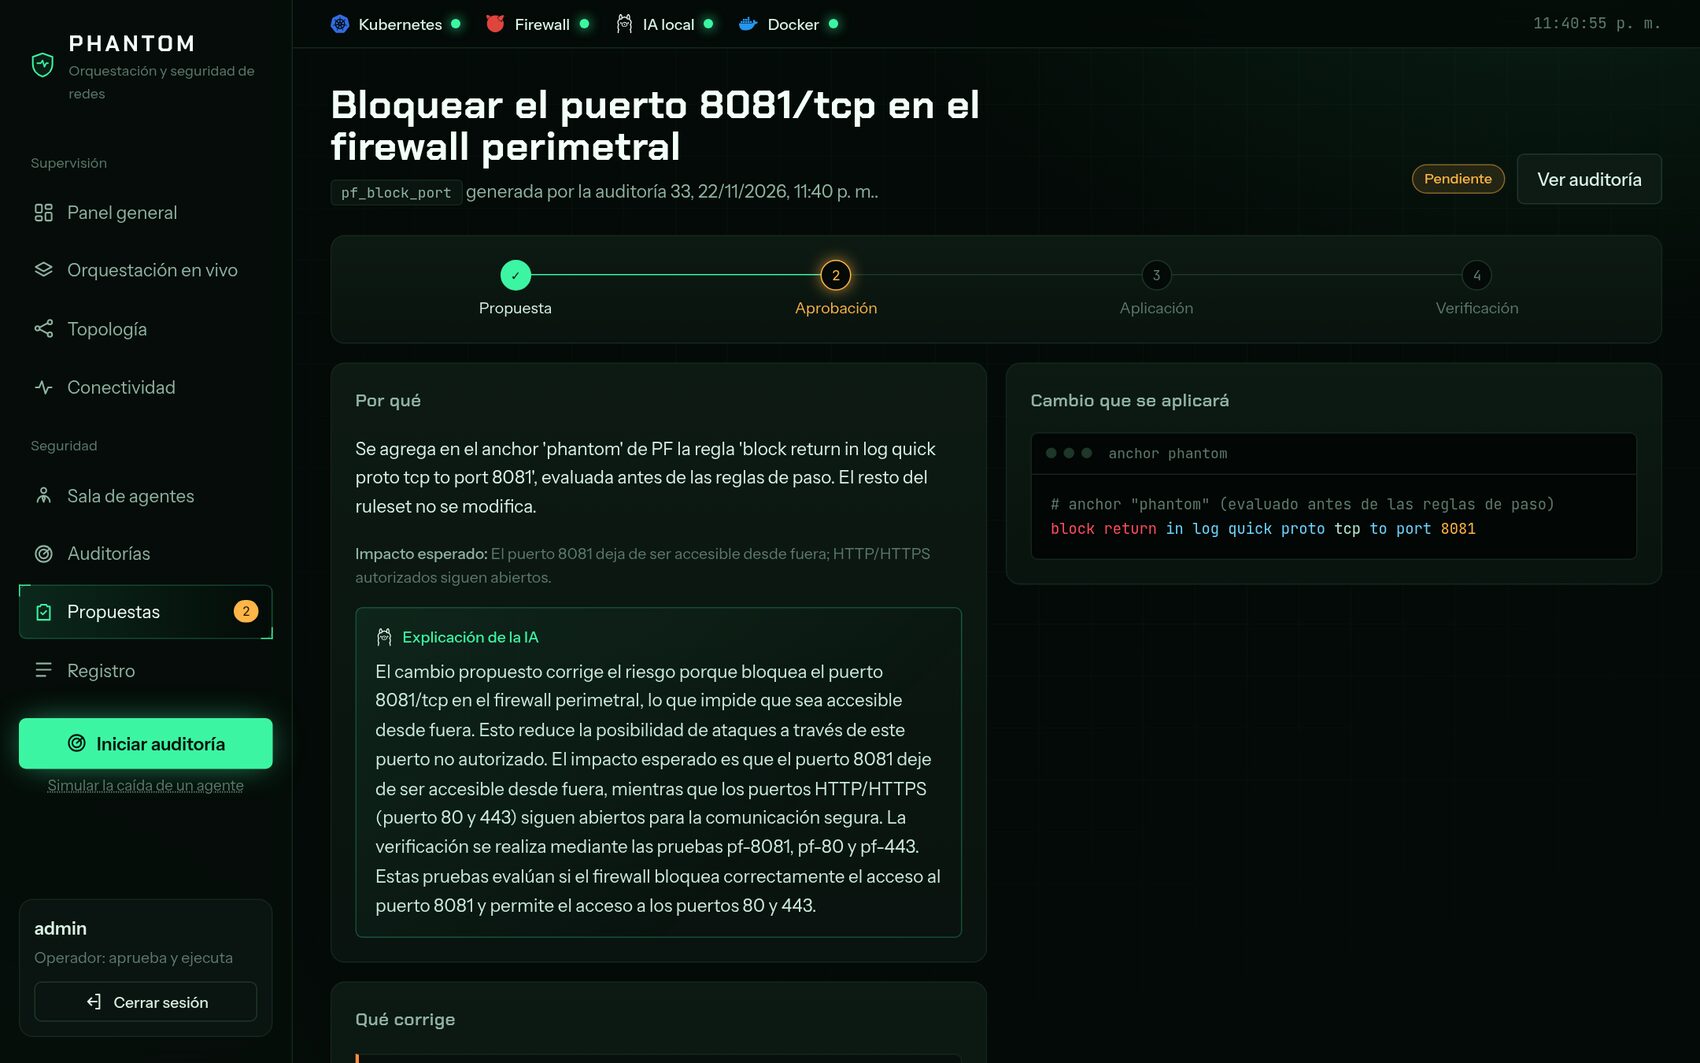 PHANTOM
Orquestación y seguridad de
redes
Supervisión
Panel general
Orquestación en vivo
Topología
Conectividad
Seguridad
Sala de agentes
Auditorías
Propuestas
2
Registro
Iniciar auditoría
Simular la caída de un agente
admin
Operador: aprueba y ejecuta
Cerrar sesión
Kubernetes
Firewall
IA local
Docker
11:40:55 p. m.
Bloquear el puerto 8081/tcp en el
firewall perimetral
pf_block_port generada por la auditoría 33, 22/11/2026, 11:40 p. m..
Pendiente
Ver auditoría
✓
2
3
4
Propuesta
Aprobación
Aplicación
Verificación
Por qué
Se agrega en el anchor 'phantom' de PF la regla 'block return in log quick
proto tcp to port 8081', evaluada antes de las reglas de paso. El resto del
ruleset no se modifica.
Impacto esperado: El puerto 8081 deja de ser accesible desde fuera; HTTP/HTTPS
autorizados siguen abiertos.
Explicación de la IA
El cambio propuesto corrige el riesgo porque bloquea el puerto
8081/tcp en el firewall perimetral, lo que impide que sea accesible
desde fuera. Esto reduce la posibilidad de ataques a través de este
puerto no autorizado. El impacto esperado es que el puerto 8081 deje
de ser accesible desde fuera, mientras que los puertos HTTP/HTTPS
(puerto 80 y 443) siguen abiertos para la comunicación segura. La
verificación se realiza mediante las pruebas pf-8081, pf-80 y pf-443.
Estas pruebas evalúan si el firewall bloquea correctamente el acceso al
puerto 8081 y permite el acceso a los puertos 80 y 443.
Qué corrige
Cambio que se aplicará
anchor phantom
# anchor "phantom" (evaluado antes de las reglas de paso)
block return in log quick proto tcp to port 8081